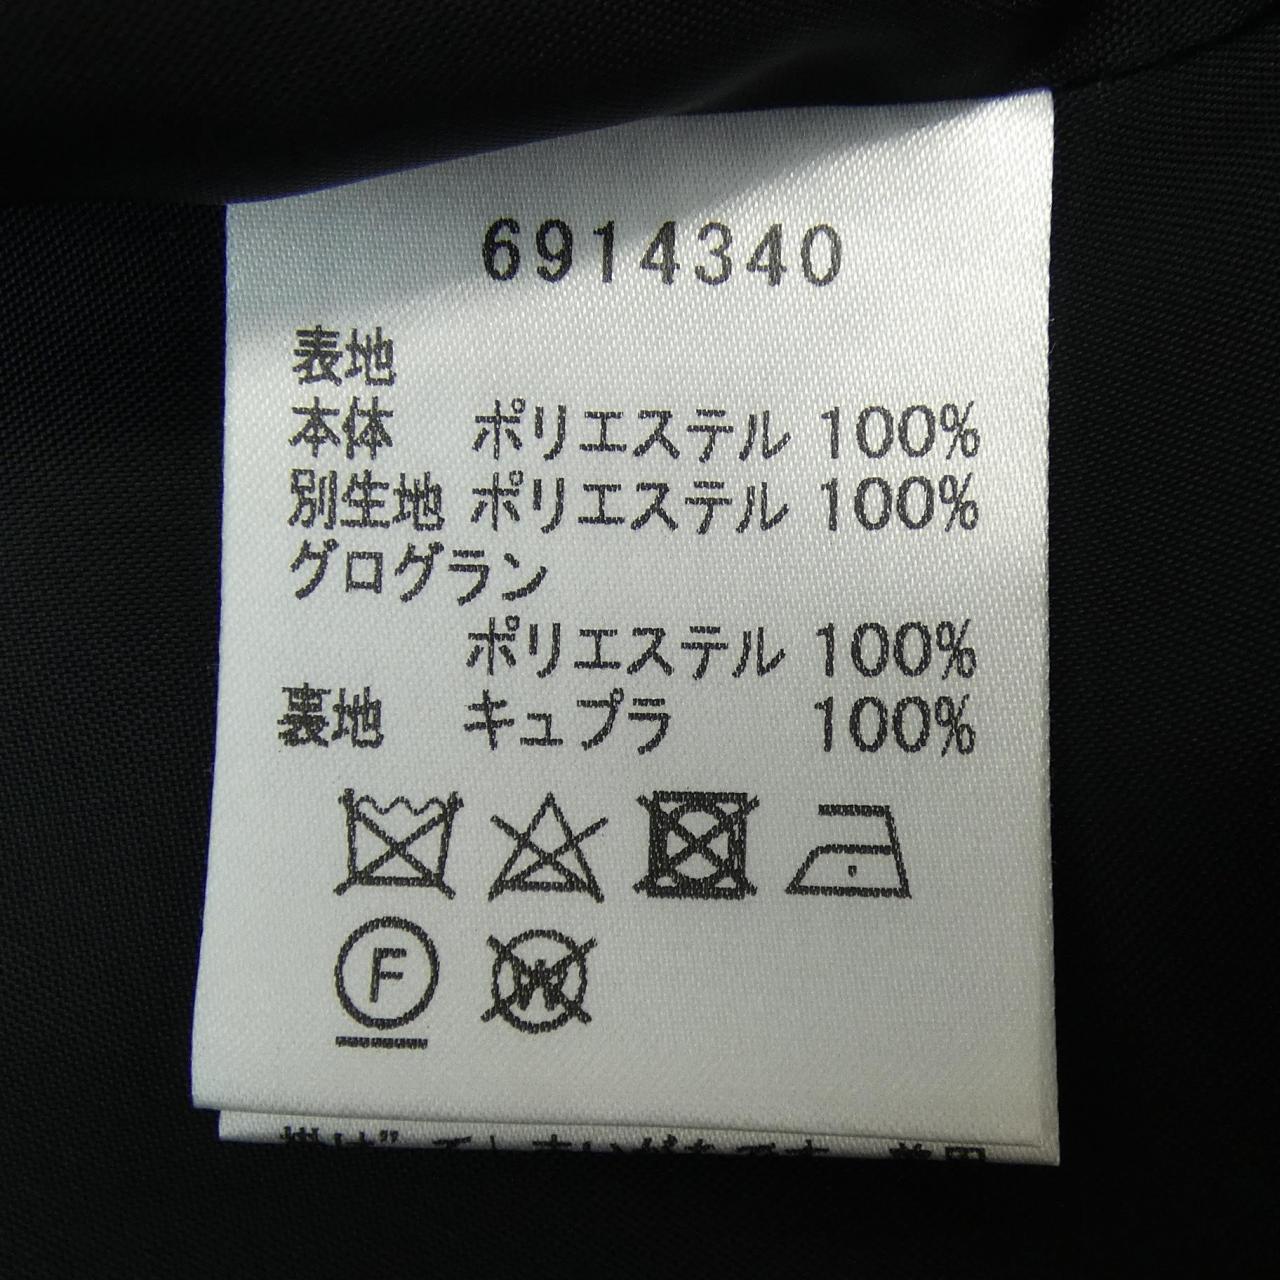 6914340
表地
本体 ポリエステル 100%
別生地 ポリエステル 100%
グログラン
ポリエステル 100%
裏地 キュプラ 100%
F
W